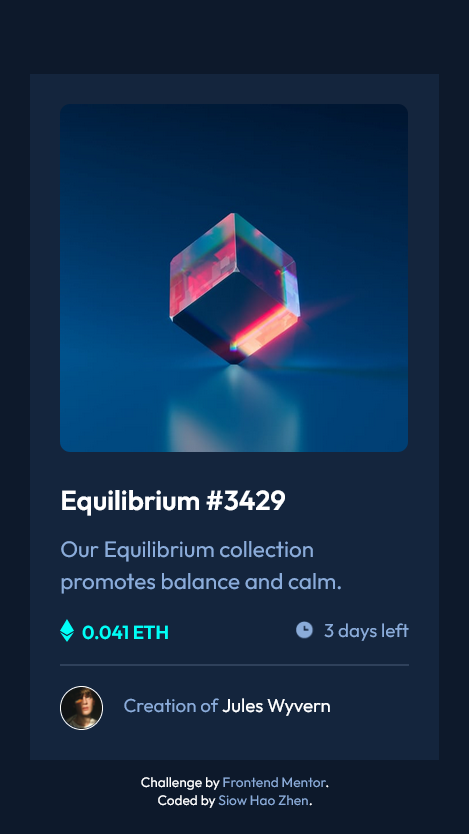 Equilibrium #3429
Our Equilibrium collection
promotes balance and calm.
0.041 ETH
3 days left
Creation of Jules Wyvern
Challenge by Frontend Mentor.
Coded by Siow Hao Zhen.